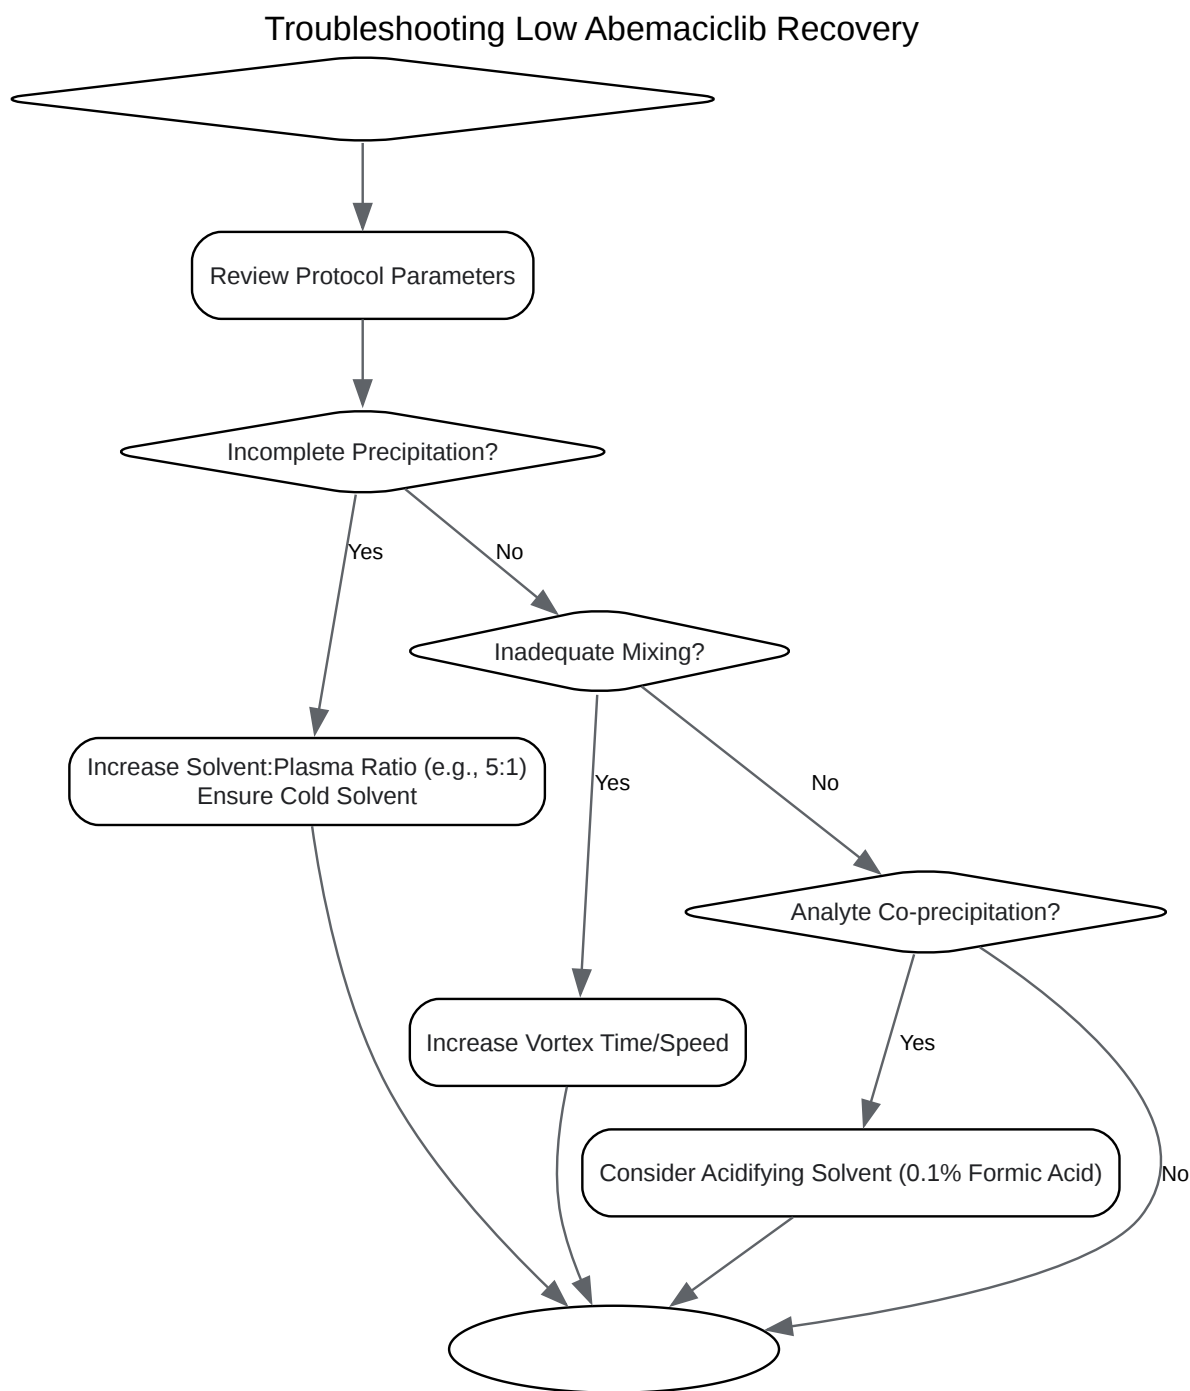 Troubleshooting Low Abemaciclib Recovery
Review Protocol Parameters
Incomplete Precipitation?
Yes
No
Inadequate Mixing?
Increase Solvent:Plasma Ratio (e.g., 5:1)
Ensure Cold Solvent
Yes
No
Analyte Co-precipitation?
Increase Vortex Time/Speed
Yes
Consider Acidifying Solvent (0.1% Formic Acid)
No